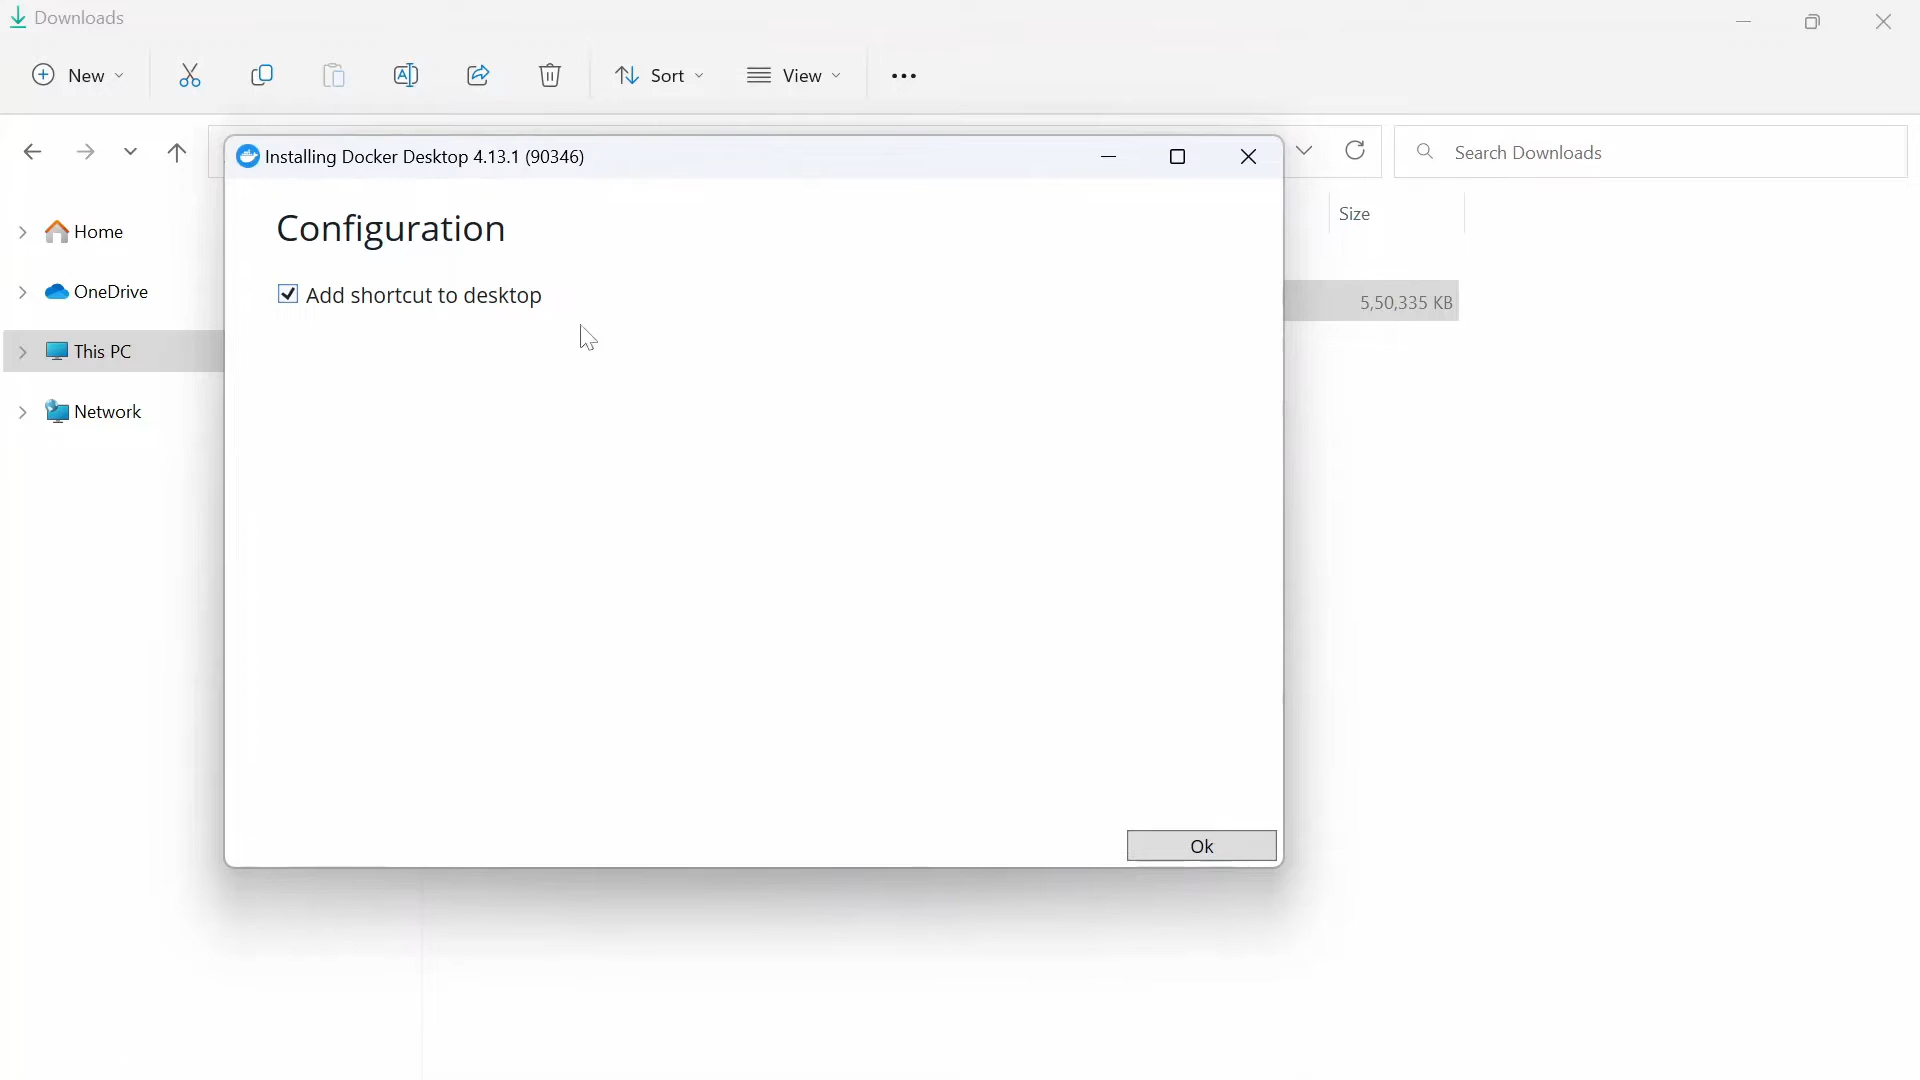 Downloads
New
Sort
View
Installing Docker Desktop 4.13.1 (90346)
Search Downloads
Configuration
Size
Home
Add shortcut to desktop
OneDrive
5,50,335 KB
This PC
Network
Ok